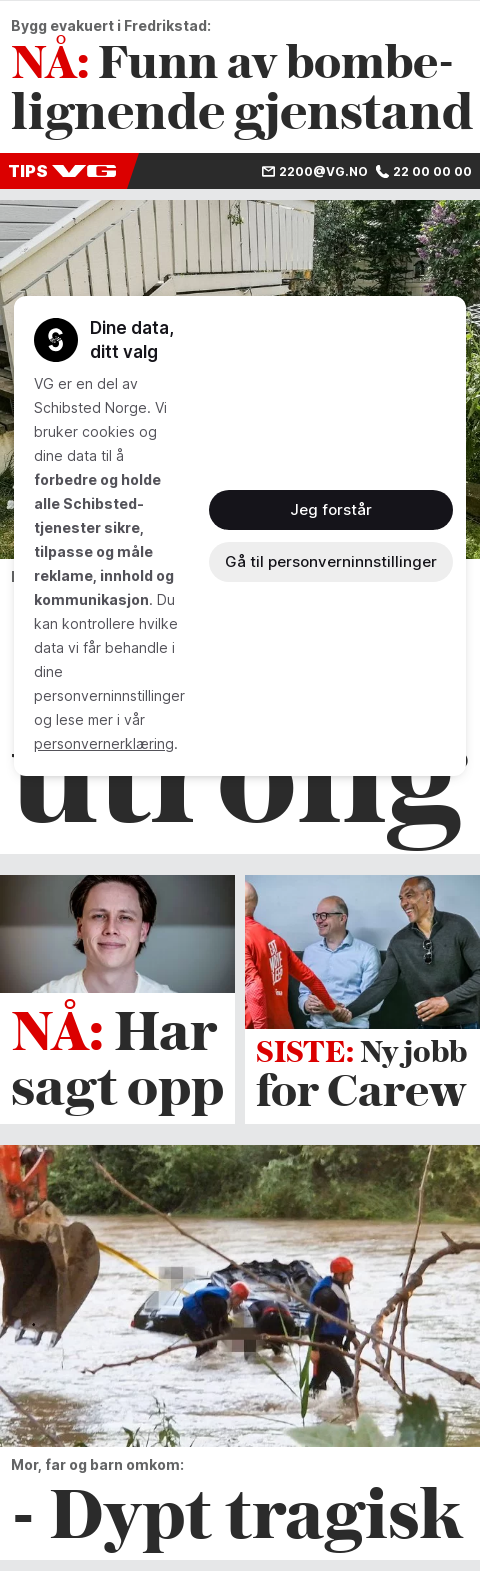 Bygg evakuert i Fredrikstad:
NÅ: Funn av bombe-
lignende gjenstand
TIPS VG 2200@VG.NO 22 00 00 00
Dine data,
ditt valg
VG er en del av
Schibsted Norge. Vi
bruker cookies og
dine data til å
forbedre og holde
alle Schibsted-
tjenester sikre,
tilpasse og måle
reklame, innhold og
kommunikasjon. Du
kan kontrollere hvilke
data vi får behandle i
dine
personverninnstillinger
og lese mer i vår
personvernerklæring.
Jeg forstår
Gå til personverninnstillinger
utrolig
NÅ: Har
sagt opp
SISTE: Ny jobb
for Carew
Mor, far og barn omkom:
- Dypt tragisk